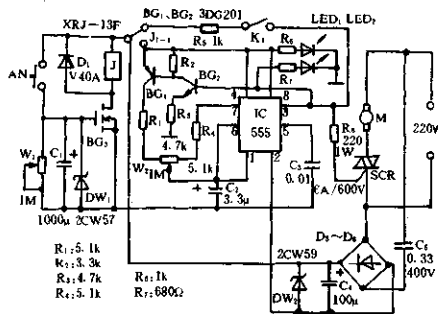 XRJ-13F
BG₁、BG₂ 3DG201
LED₁ LED₂
J₂₋₁
R₅ 1k
K₁
R₆
R₇
AN
D₁
V40A
J
R₂
BG₁
BG₂
BG₃
R₁
R₃
4.7k
R₄
5.1k
W₂
1M
IC
555
4
8
7
3
6
5
2
1
R₈
220
1W
M
220V
SCR
6A/600V
W₁
1M
C₁
1000μ
DW₁
2CW57
C₂
3.3μ
C₃
0.01
D₃~D₆
2CW59
DW₂
C₄
100μ
C₅
0.33
400V
R₁:5.1k
R₂:3.3k
R₃:4.7k
R₄:5.1k
R₆:1k
R₇:680Ω